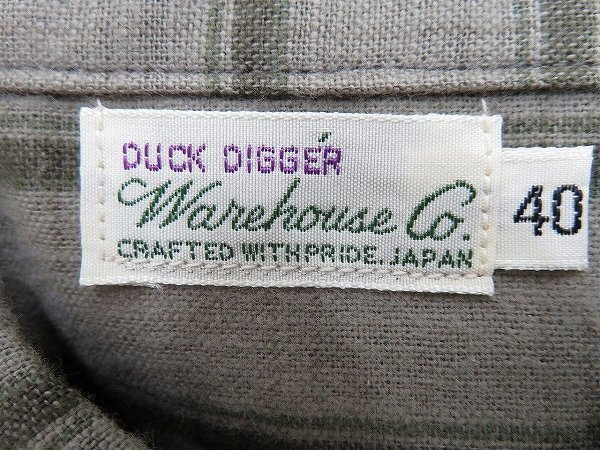 DUCK DIGGER
Warehouse Co.
CRAFTED WITH PRIDE.JAPAN
40